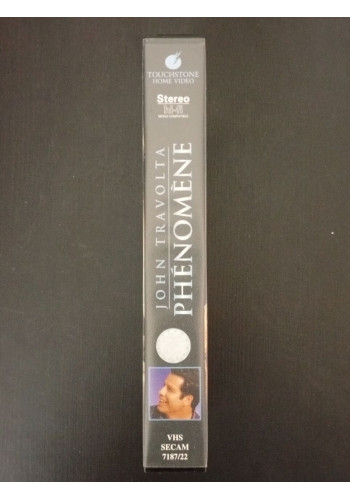 TOUCHSTONE
HOME VIDEO
Stereo
hi-fi
JOHN TRAVOLTA
PHÉNOMÈNE
VHS
SECAM
7187/22